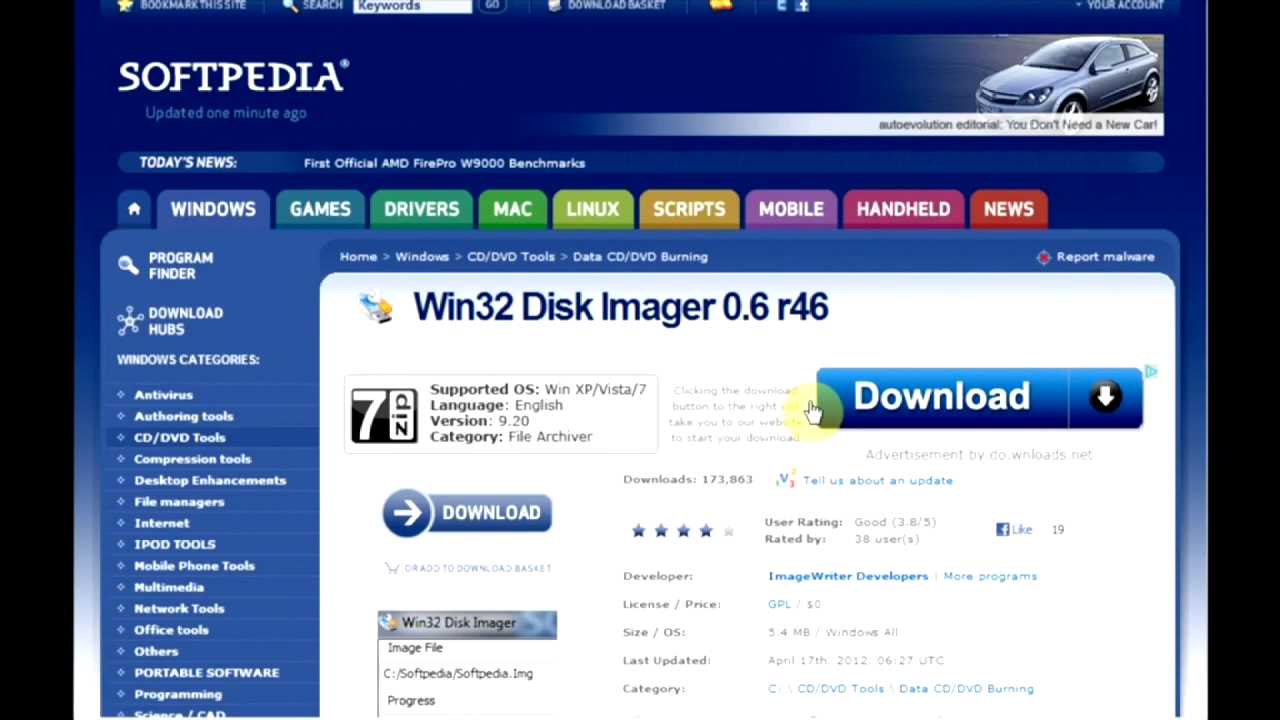 BOOKMARK THIS SITE
SEARCH
Keywords
GO
DOWNLOAD BASKET
YOUR ACCOUNT
SOFTPEDIA®
Updated one minute ago
autoevolution editorial: You Don't Need a New Car!
TODAY'S NEWS:
First Official AMD FirePro W9000 Benchmarks
WINDOWS
GAMES
DRIVERS
MAC
LINUX
SCRIPTS
MOBILE
HANDHELD
NEWS
PROGRAM
FINDER
DOWNLOAD
HUBS
WINDOWS CATEGORIES:
Antivirus
Authoring tools
CD/DVD Tools
Compression tools
Desktop Enhancements
File managers
Internet
IPOD TOOLS
Mobile Phone Tools
Multimedia
Network Tools
Office tools
Others
PORTABLE SOFTWARE
Programming
Science / CAD
Home > Windows > CD/DVD Tools > Data CD/DVD Burning
Report malware
Win32 Disk Imager 0.6 r46
7 ZIP
Supported OS: Win XP/Vista/7
Language: English
Version: 9.20
Category: File Archiver
Clicking the download
button to the right will
take you to our website
to start your download
Download
Advertisement by do.wnloads.net
DOWNLOAD
OR ADD TO DOWNLOAD BASKET
Downloads: 173,863
Tell us about an update
User Rating: Good (3.8/5)
Rated by: 38 user(s)
Like 19
Developer: ImageWriter Developers | More programs
License / Price: GPL / $0
Size / OS: 5.4 MB / Windows All
Last Updated: April 17th, 2012, 06:27 UTC
Category: C: \ CD/DVD Tools \ Data CD/DVD Burning
Win32 Disk Imager
Image File
C:/Softpedia/Softpedia.Img
Progress